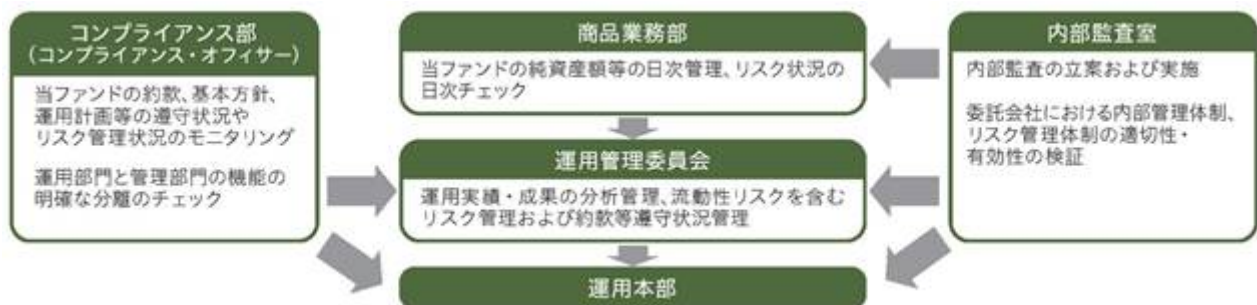 コンプライアンス部
（コンプライアンス・オフィサー）
当ファンドの約款、基本方針、
運用計画等の遵守状況や
リスク管理状況のモニタリング
運用部門と管理部門の機能の
明確な分離のチェック
商品業務部
当ファンドの純資産額等の日次管理、リスク状況の
日次チェック
運用管理委員会
運用実績・成果の分析管理、流動性リスクを含む
リスク管理および約款等遵守状況管理
運用本部
内部監査室
内部監査の立案および実施
委託会社における内部管理体制、
リスク管理体制の適切性・
有効性の検証